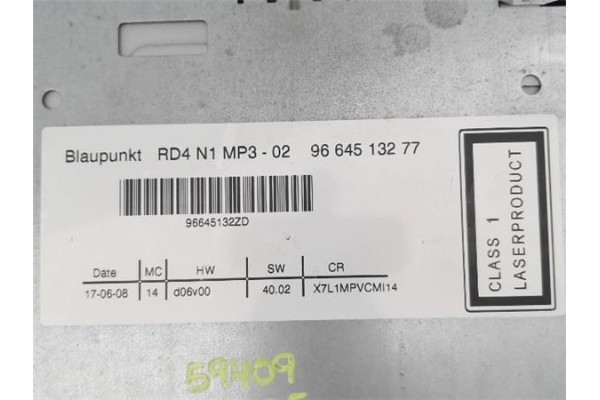 Blaupunkt RD4 N1 MP3 - 02 96 645 132 77
96645132ZD
Date MC HW SW CR
17-06-08 14 d06v00 40.02 X7L1MPVCMI14
CLASS 1
LASERPRODUCT
59409